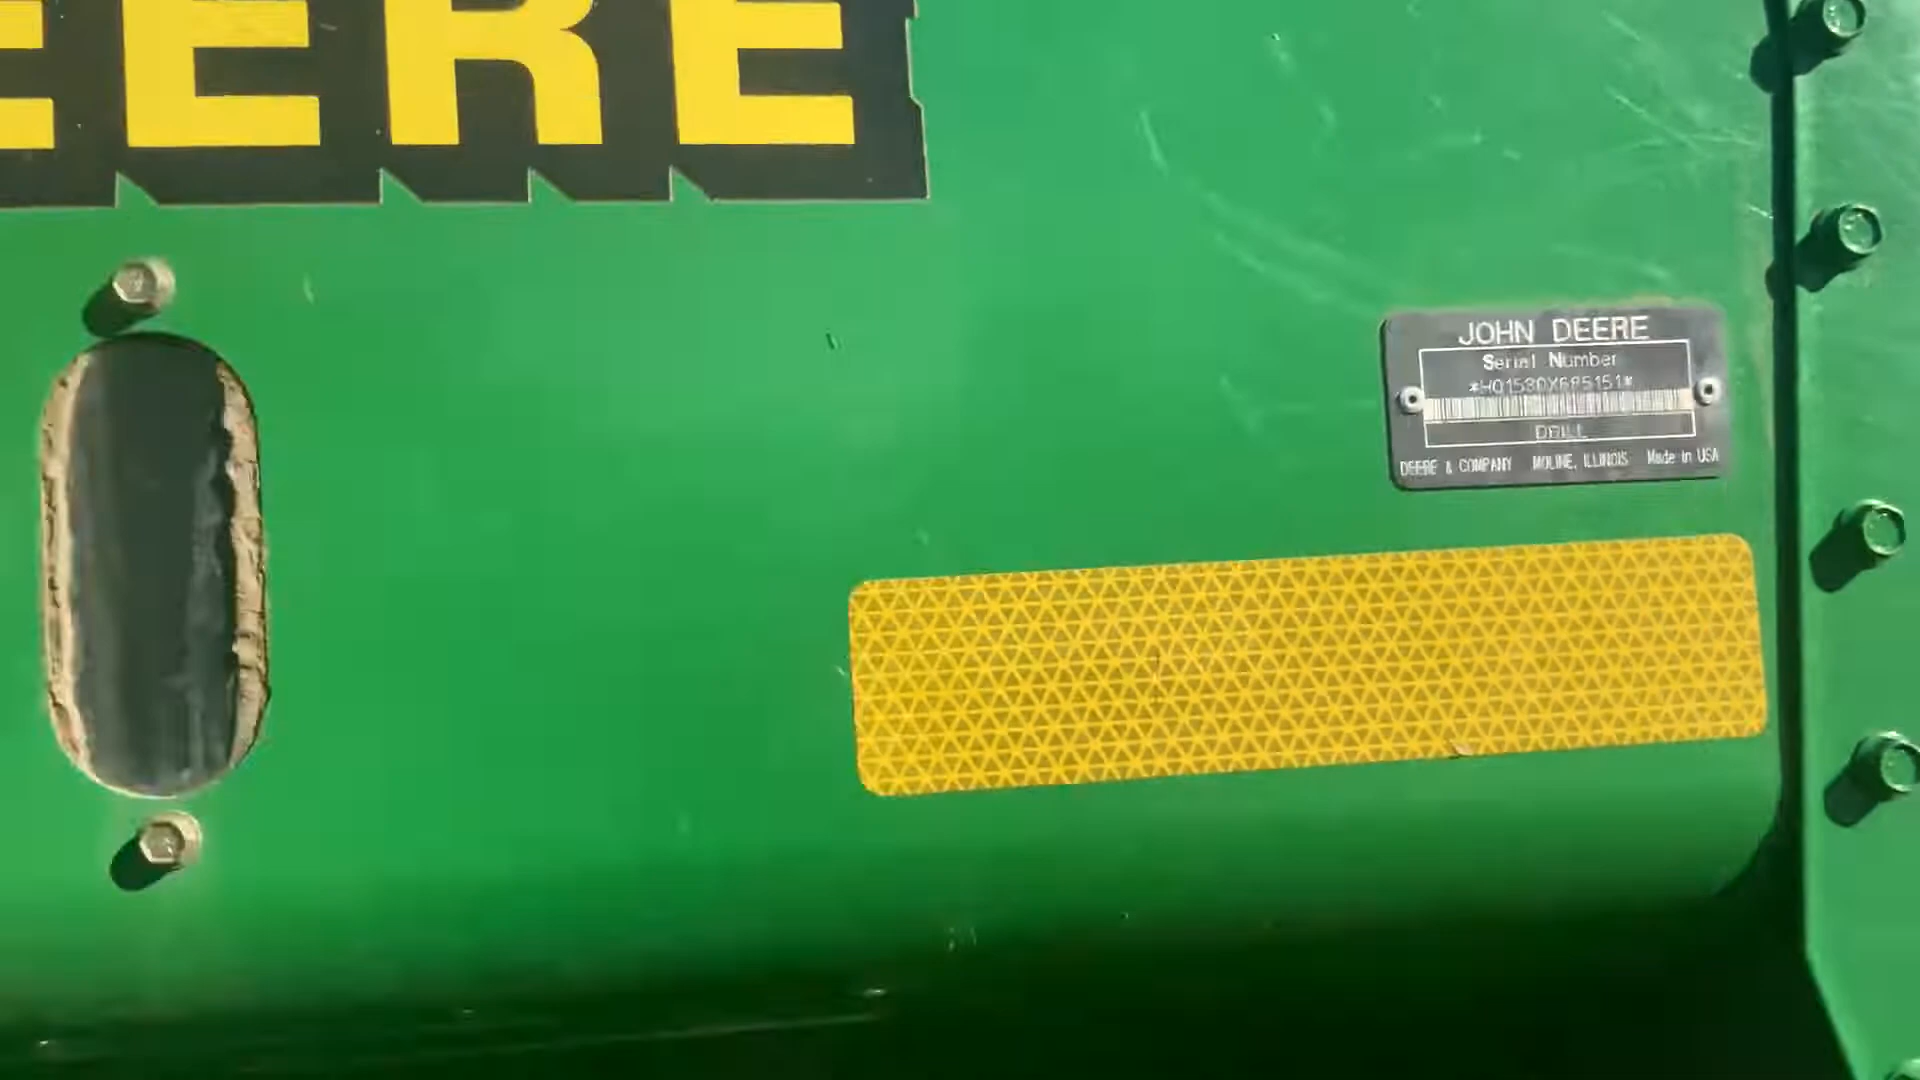 EERE
JOHN DEERE
Serial Number
*H01530X685151*
DRILL
DEERE & COMPANY MOLINE, ILLINOIS Made in USA